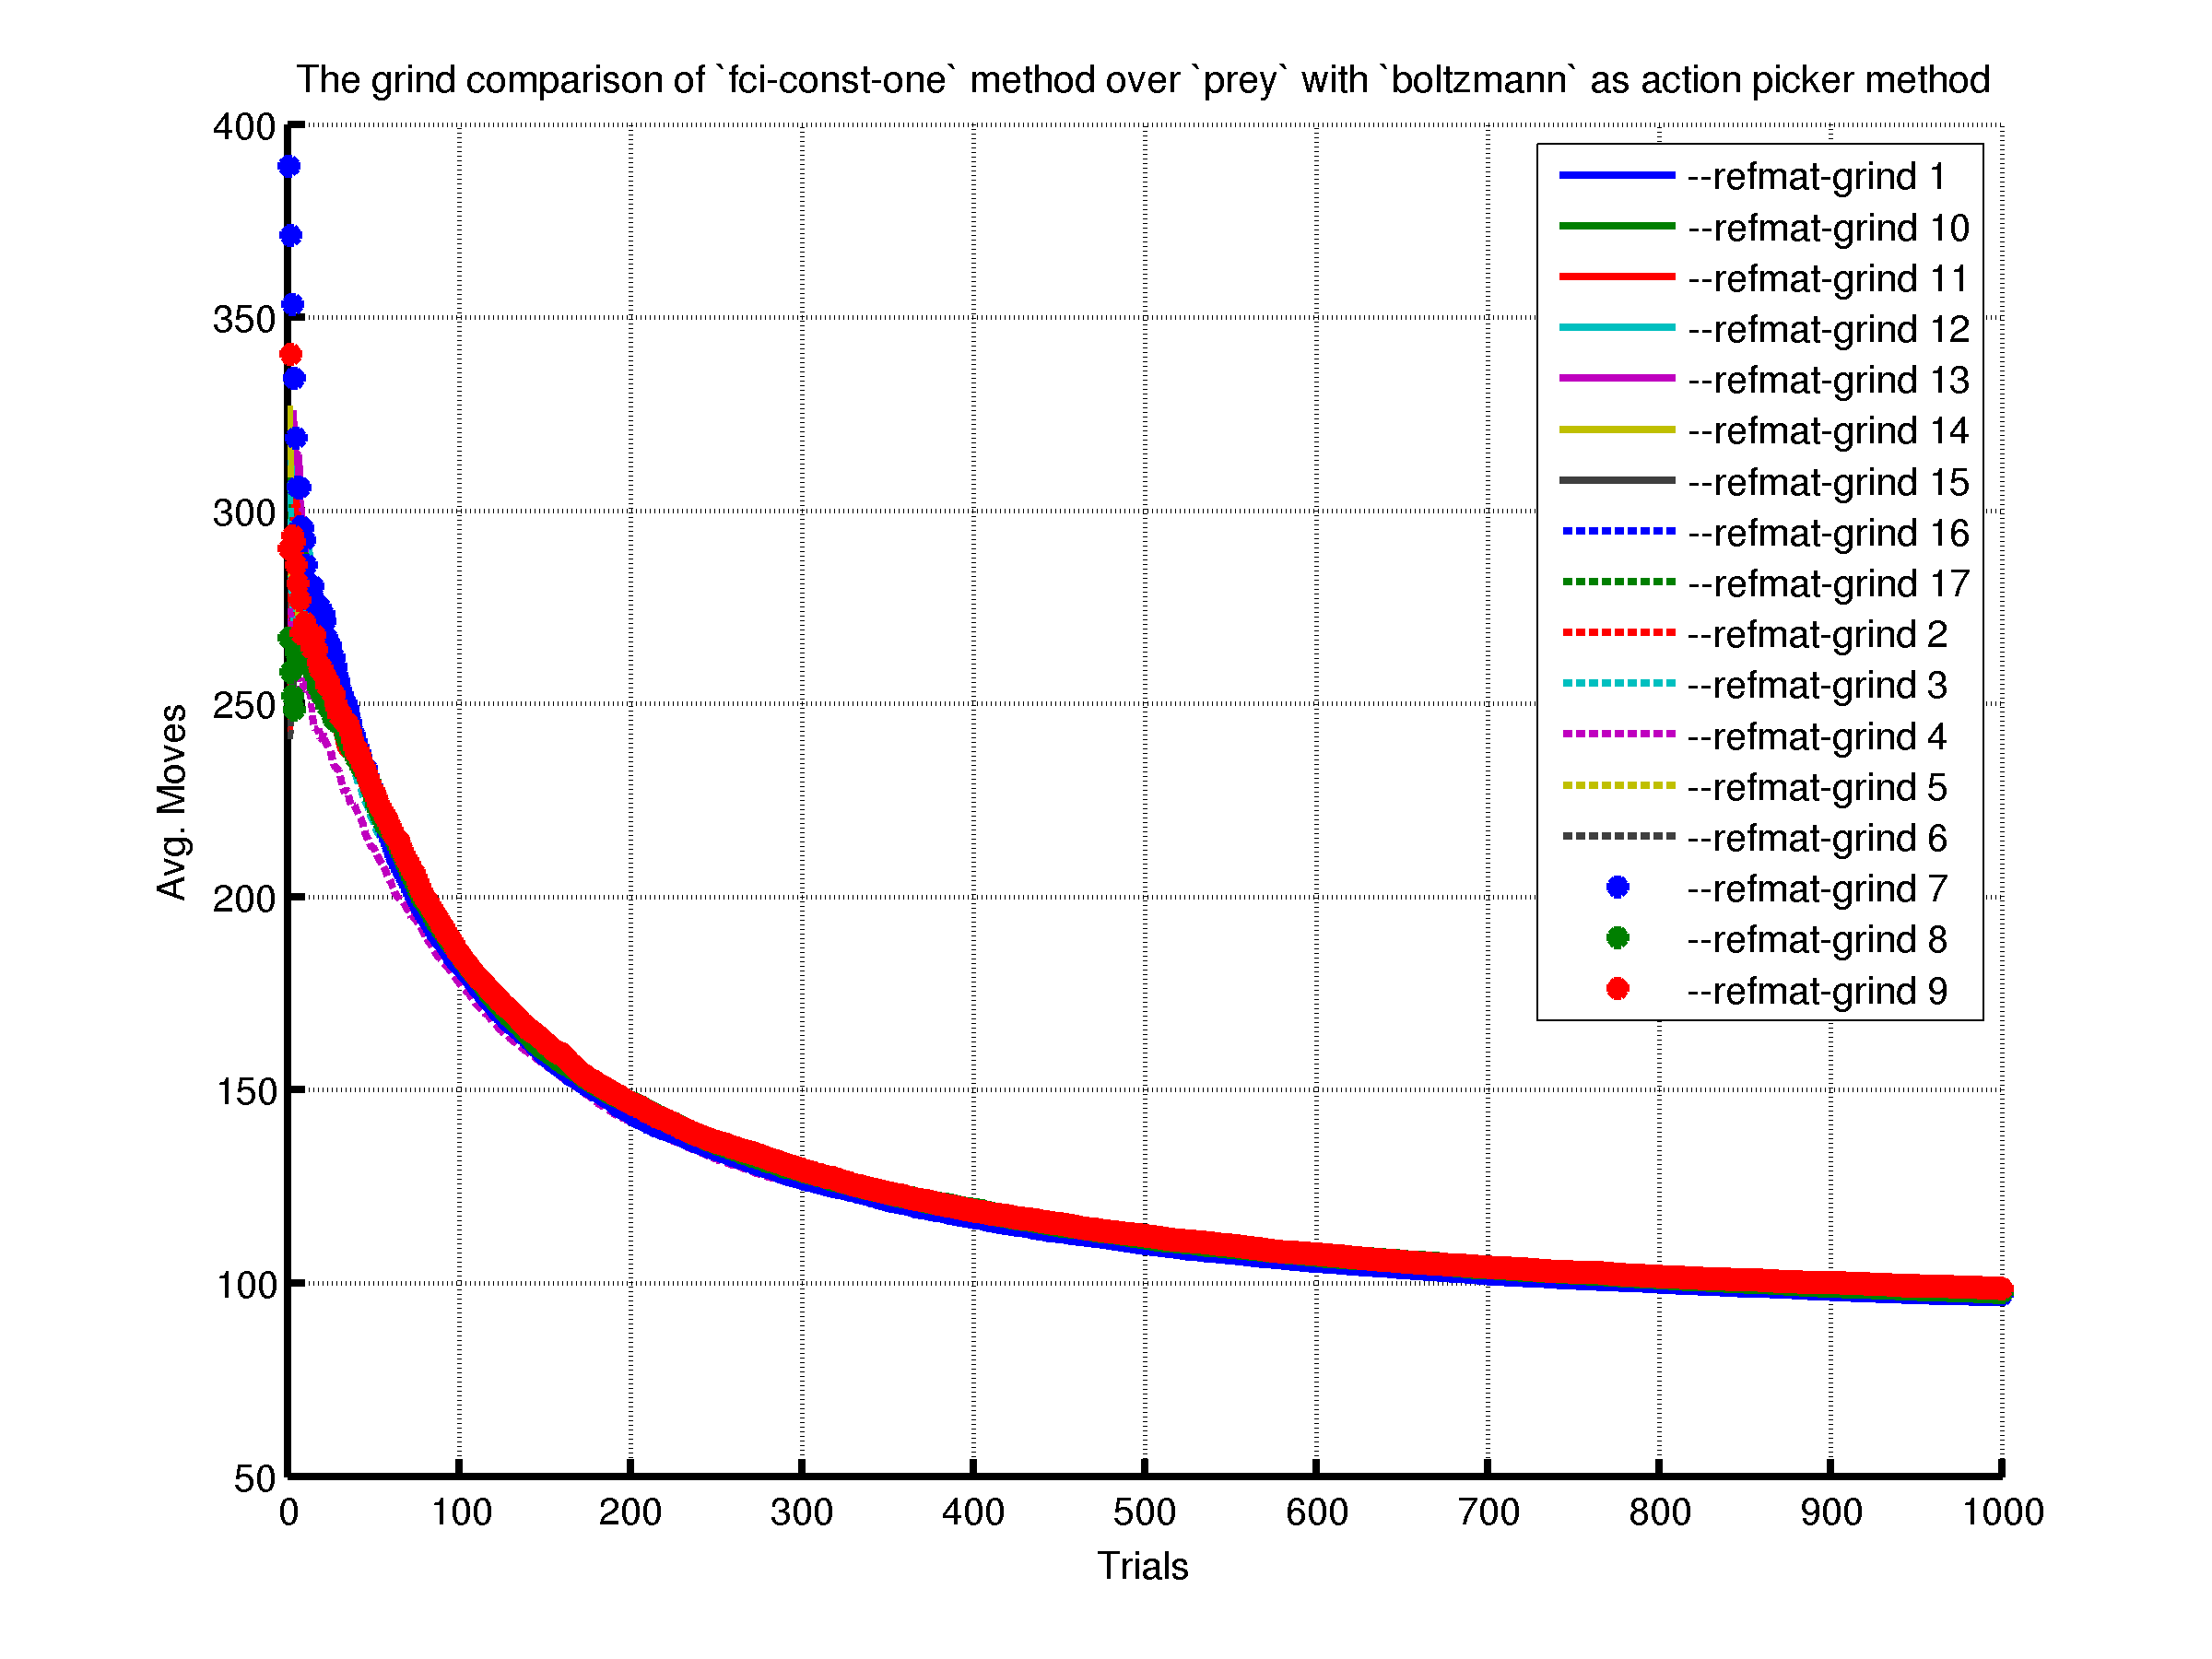 The grind comparison of `fci-const-one` method over `prey` with `boltzmann` as action picker method
400
350
300
250
200
150
100
50
Avg. Moves
0 100 200 300 400 500 600 700 800 900 1000
Trials
--refmat-grind 1
--refmat-grind 10
--refmat-grind 11
--refmat-grind 12
--refmat-grind 13
--refmat-grind 14
--refmat-grind 15
--refmat-grind 16
--refmat-grind 17
--refmat-grind 2
--refmat-grind 3
--refmat-grind 4
--refmat-grind 5
--refmat-grind 6
--refmat-grind 7
--refmat-grind 8
--refmat-grind 9